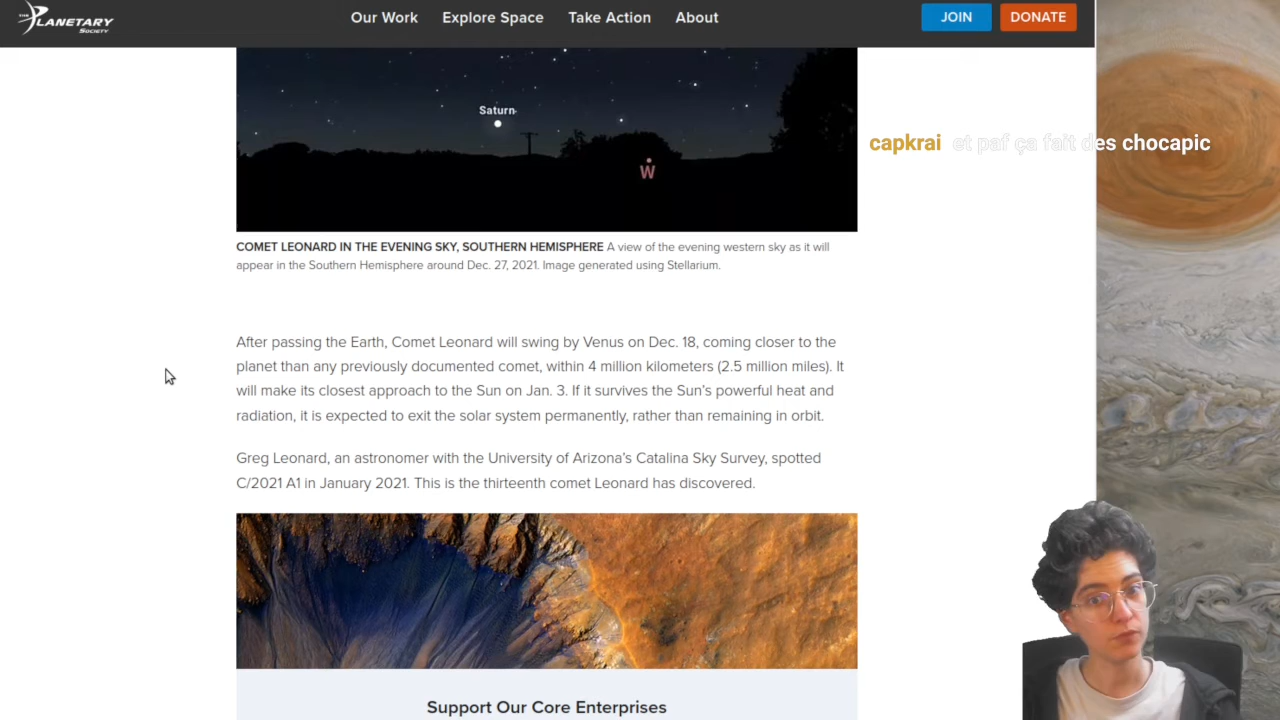 THE PLANETARY SOCIETY
Our Work
Explore Space
Take Action
About
JOIN
DONATE
Saturn
capkrai et paf ça fait des chocapic
W
COMET LEONARD IN THE EVENING SKY, SOUTHERN HEMISPHERE A view of the evening western sky as it will
appear in the Southern Hemisphere around Dec. 27, 2021. Image generated using Stellarium.
After passing the Earth, Comet Leonard will swing by Venus on Dec. 18, coming closer to the
planet than any previously documented comet, within 4 million kilometers (2.5 million miles). It
will make its closest approach to the Sun on Jan. 3. If it survives the Sun’s powerful heat and
radiation, it is expected to exit the solar system permanently, rather than remaining in orbit.
Greg Leonard, an astronomer with the University of Arizona’s Catalina Sky Survey, spotted
C/2021 A1 in January 2021. This is the thirteenth comet Leonard has discovered.
Support Our Core Enterprises